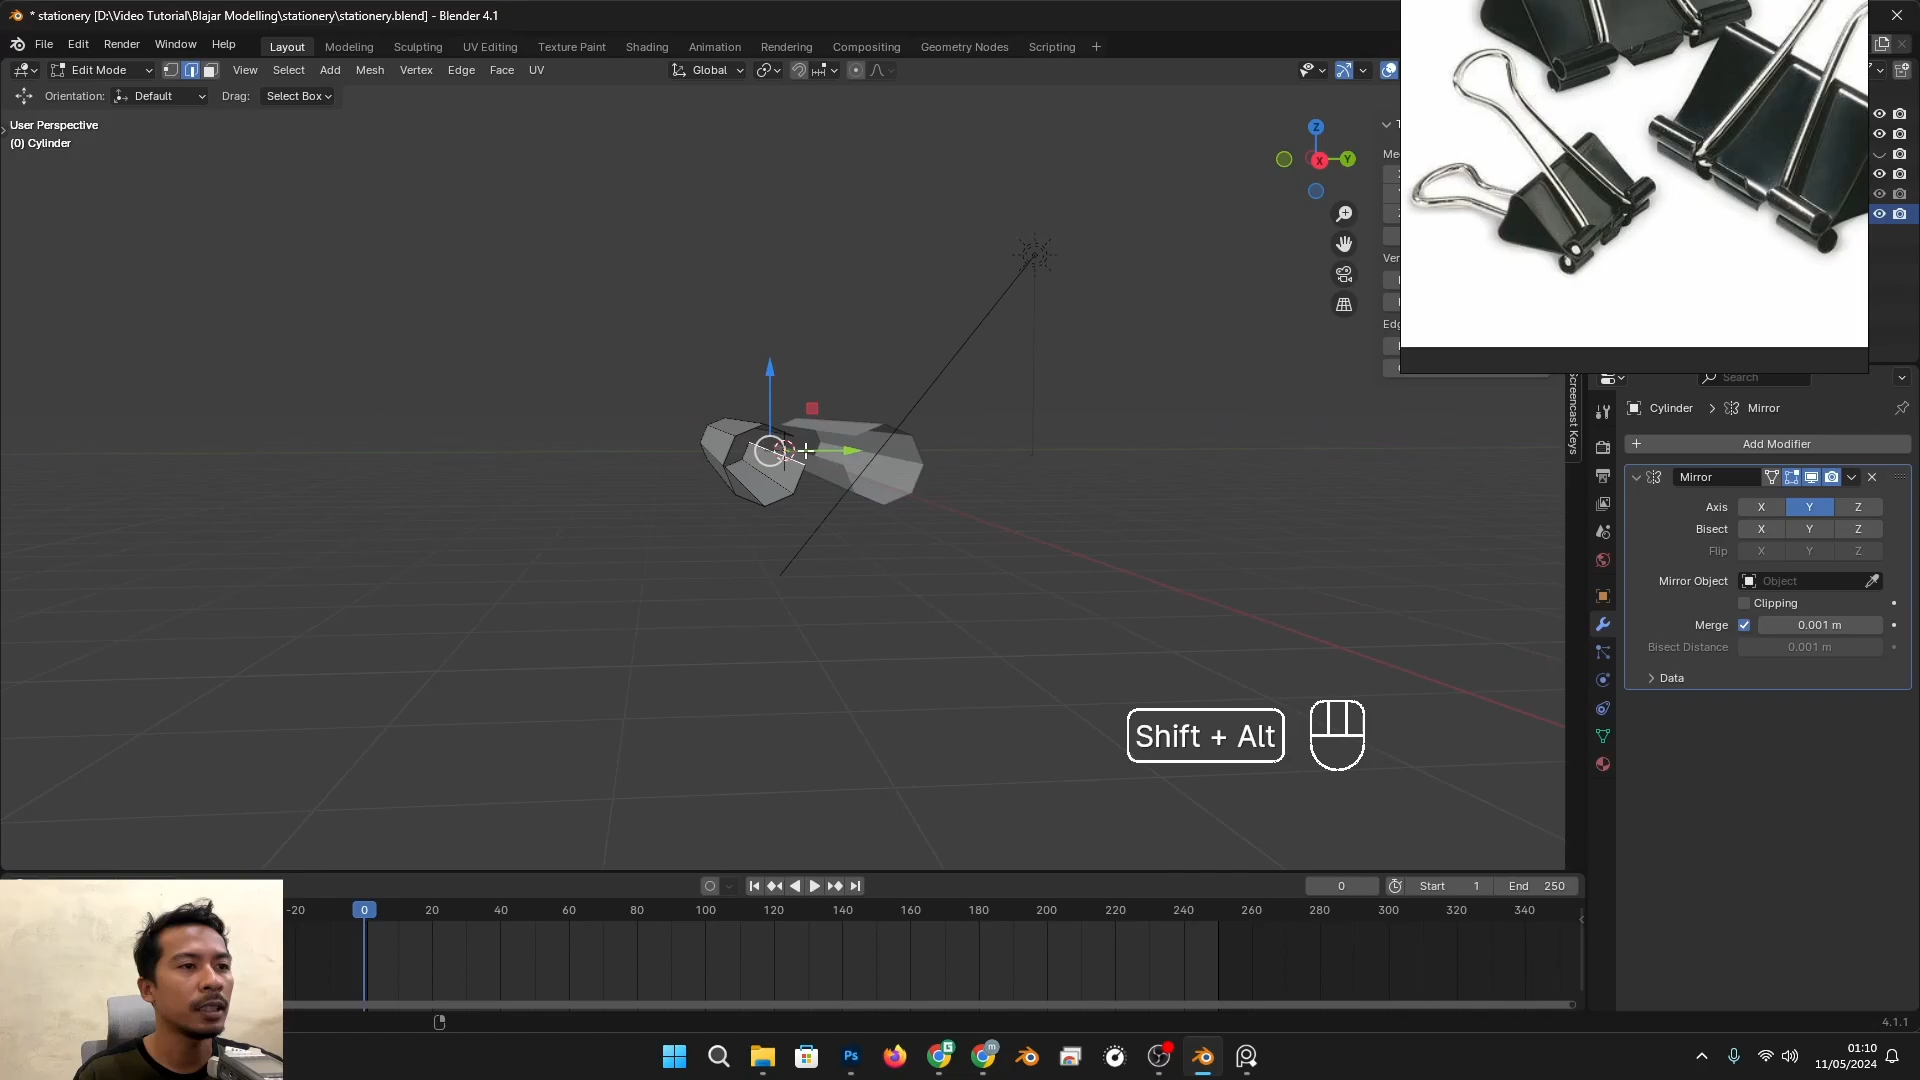 * stationery [D:\Video Tutorial\Blajar Modelling\stationery\stationery.blend] - Blender 4.1
File Edit Render Window Help
Layout Modeling Sculpting UV Editing Texture Paint Shading Animation Rendering Compositing Geometry Nodes Scripting +
Edit Mode View Select Add Mesh Vertex Edge Face UV
Global
Orientation: Default Drag: Select Box
User Perspective
(0) Cylinder
Z
X
Y
Me
Ver
Edg
Screencast Keys
Search
Cylinder > Mirror
+ Add Modifier
Mirror
Axis X Y Z
Bisect X Y Z
Flip X Y Z
Mirror Object Object
Clipping
Merge 0.001 m
Bisect Distance 0.001 m
Data
Shift + Alt
0 Start 1 End 250
-20 0 20 40 60 80 100 120 140 160 180 200 220 240 260 280 300 320 340
4.1.1
Ps
01:10
11/05/2024